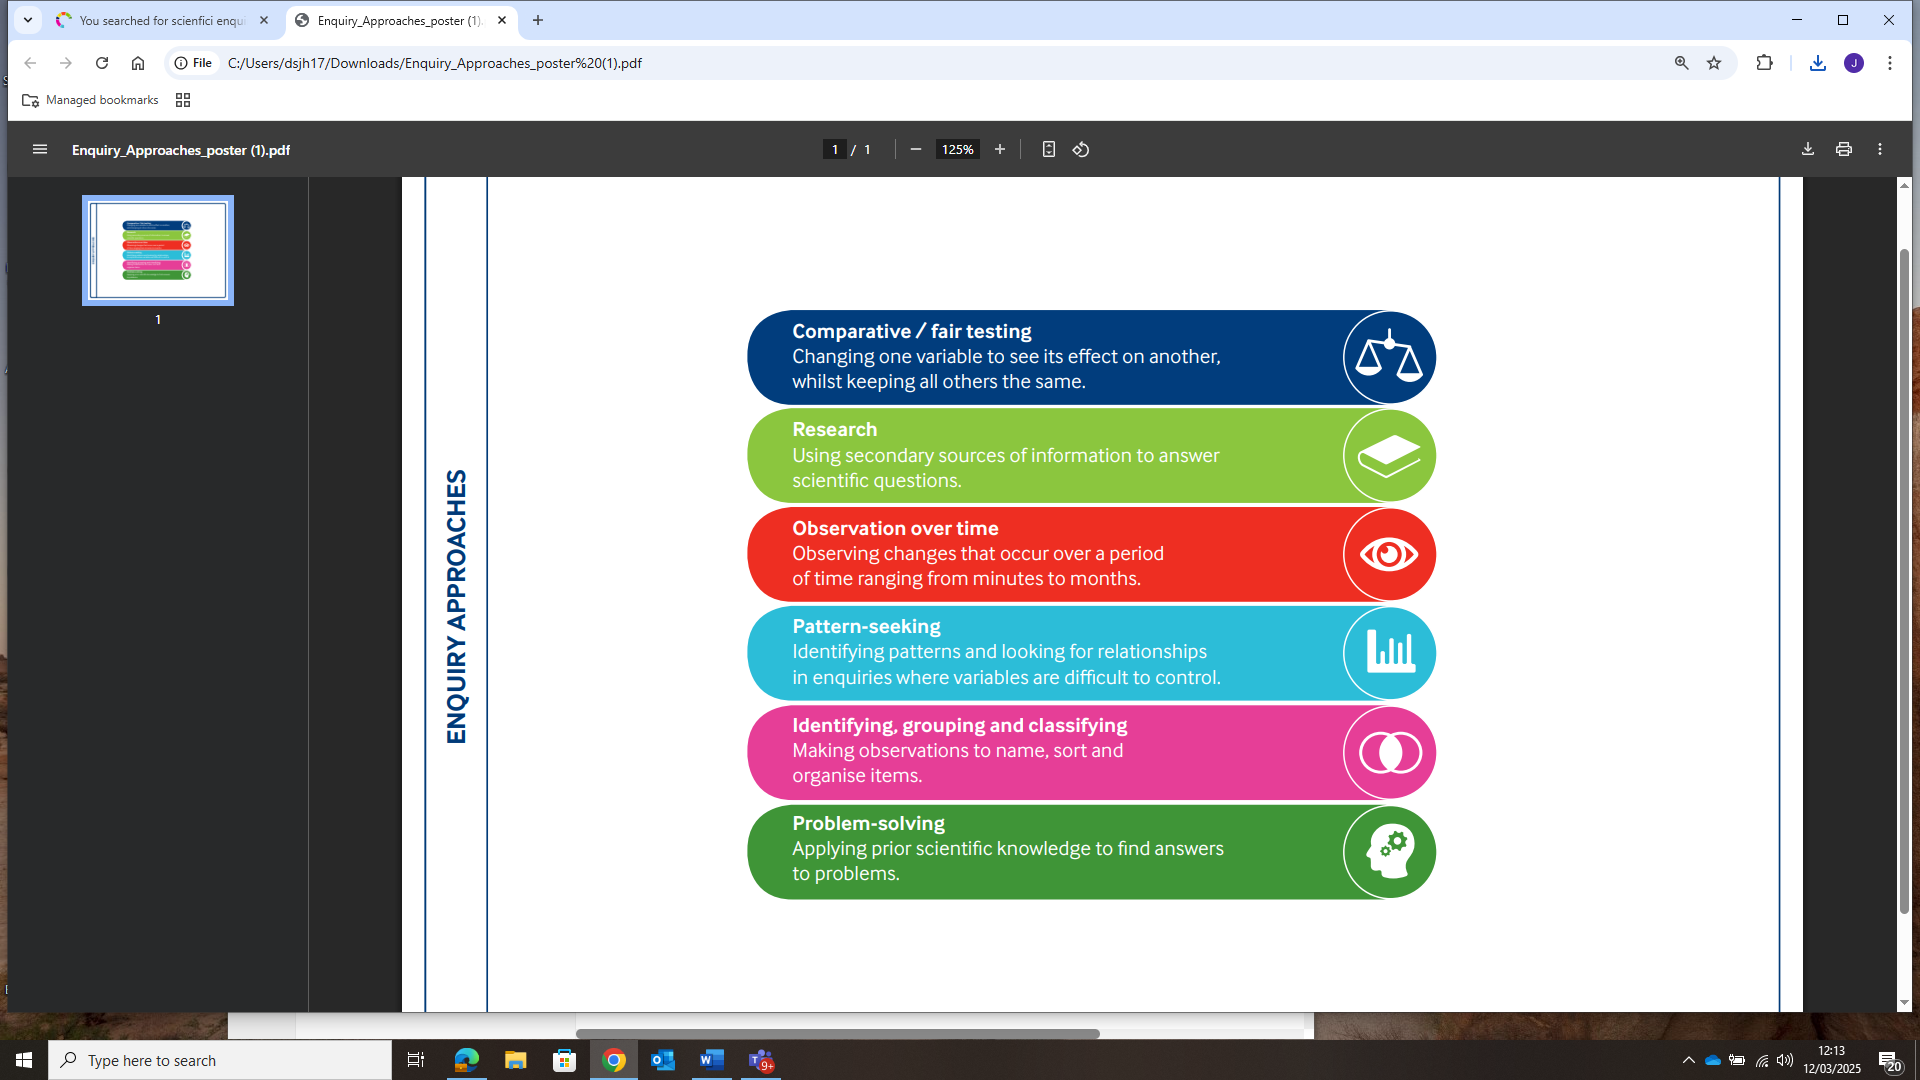 You searched for scienfici enqui
Enquiry_Approaches_poster (1).
File
C:/Users/dsjh17/Downloads/Enquiry_Approaches_poster%20(1).pdf
J
Managed bookmarks
Enquiry_Approaches_poster (1).pdf
1 / 1
125%
1
ENQUIRY APPROACHES
Comparative / fair testing
Changing one variable to see its effect on another,
whilst keeping all others the same.
Research
Using secondary sources of information to answer
scientific questions.
Observation over time
Observing changes that occur over a period
of time ranging from minutes to months.
Pattern-seeking
Identifying patterns and looking for relationships
in enquiries where variables are difficult to control.
Identifying, grouping and classifying
Making observations to name, sort and
organise items.
Problem-solving
Applying prior scientific knowledge to find answers
to problems.
Type here to search
9+
12:13
12/03/2025
20